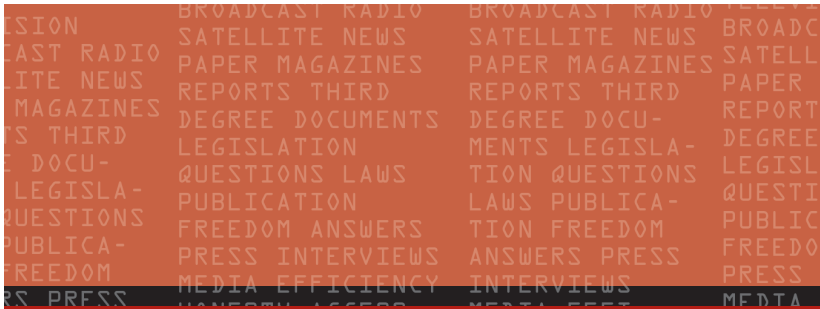 ISION
CAST RADIO
LITE NEWS
MAGAZINES
TS THIRD
E DOCU-
LEGISLA-
QUESTIONS
PUBLICA-
FREEDOM
RS PRESS
BROADCAST RADIO
SATELLITE NEWS
PAPER MAGAZINES
REPORTS THIRD
DEGREE DOCUMENTS
LEGISLATION
QUESTIONS LAWS
PUBLICATION
FREEDOM ANSWERS
PRESS INTERVIEWS
MEDIA EFFICIENCY
BROADCAST RADIO
SATELLITE NEWS
PAPER MAGAZINES
REPORTS THIRD
DEGREE DOCU-
MENTS LEGISLA-
TION QUESTIONS
LAWS PUBLICA-
TION FREEDOM
ANSWERS PRESS
INTERVIEWS
BROADC
SATELL
PAPER
REPORT
DEGREE
LEGISL
QUESTI
PUBLIC
FREEDO
PRESS
MEDIA